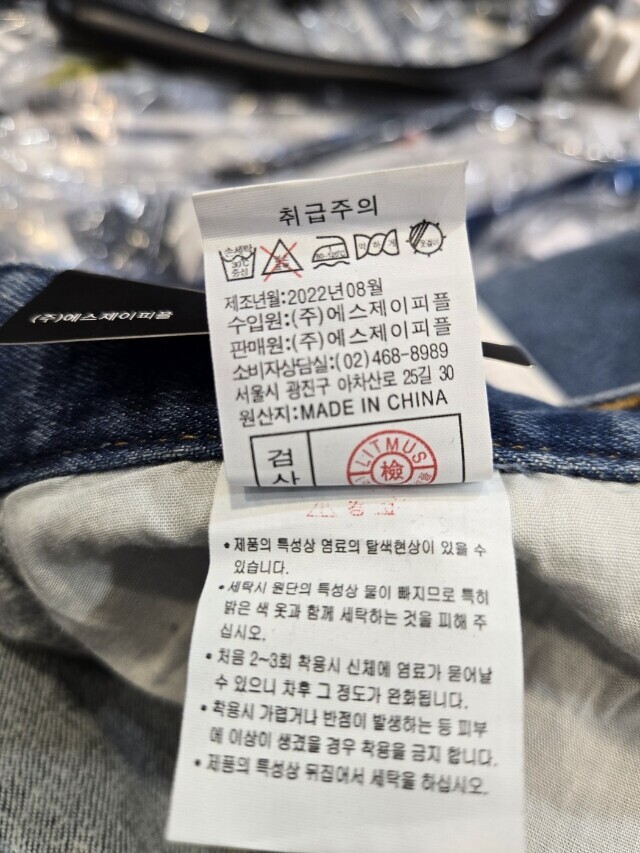 취급주의
손세탁
30℃
중성
80-120℃
약하게
옷걸이
제조년월:2022년08월
수입원:(주)에스제이피플
판매원:(주)에스제이피플
소비자상담실:(02)468-8989
서울시 광진구 아차산로 25길 30
원산지:MADE IN CHINA
검
사
LITMUS
檢
(주)에스제이피플
• 제품의 특성상 염료의 탈색현상이 있을 수
있습니다.
• 세탁시 원단의 특성상 물이 빠지므로 특히
밝은 색 옷과 함께 세탁하는 것을 피해 주
십시오.
• 처음 2~3회 착용시 신체에 염료가 묻어날
수 있으니 차후 그 정도가 완화됩니다.
• 착용시 가렵거나 반점이 발생하는 등 피부
에 이상이 생겼을 경우 착용을 금지 합니다.
• 제품의 특성상 뒤집어서 세탁을 하십시오.